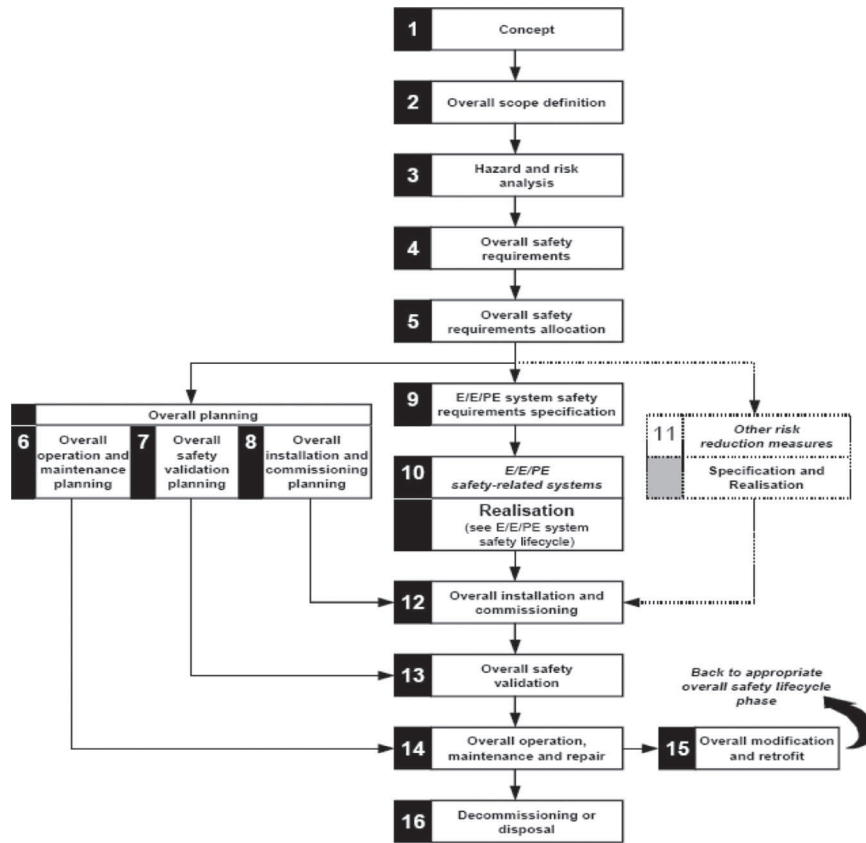 1
Concept
2
Overall scope definition
3
Hazard and risk
analysis
4
Overall safety
requirements
5
Overall safety
requirements allocation
Overall planning
6
Overall
operation and
maintenance
planning
7
Overall
safety
validation
planning
8
Overall
installation and
commissioning
planning
9
E/E/PE system safety
requirements specification
10
E/E/PE
safety-related systems
Realisation
(see E/E/PE system
safety lifecycle)
11
Other risk
reduction measures
Specification and
Realisation
12
Overall installation and
commissioning
13
Overall safety
validation
Back to appropriate
overall safety lifecycle
phase
14
Overall operation,
maintenance and repair
15
Overall modification
and retrofit
16
Decommissioning or
disposal